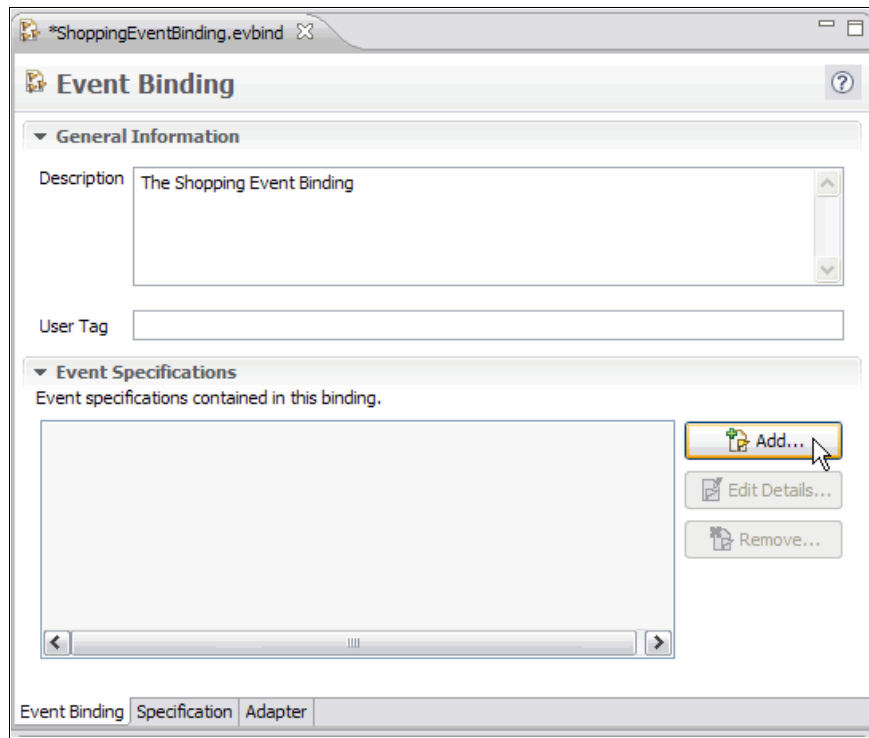 *ShoppingEventBinding.evbind
Event Binding
?
General Information
Description
The Shopping Event Binding
User Tag
Event Specifications
Event specifications contained in this binding.
Add...
Edit Details...
Remove...
Event Binding Specification Adapter